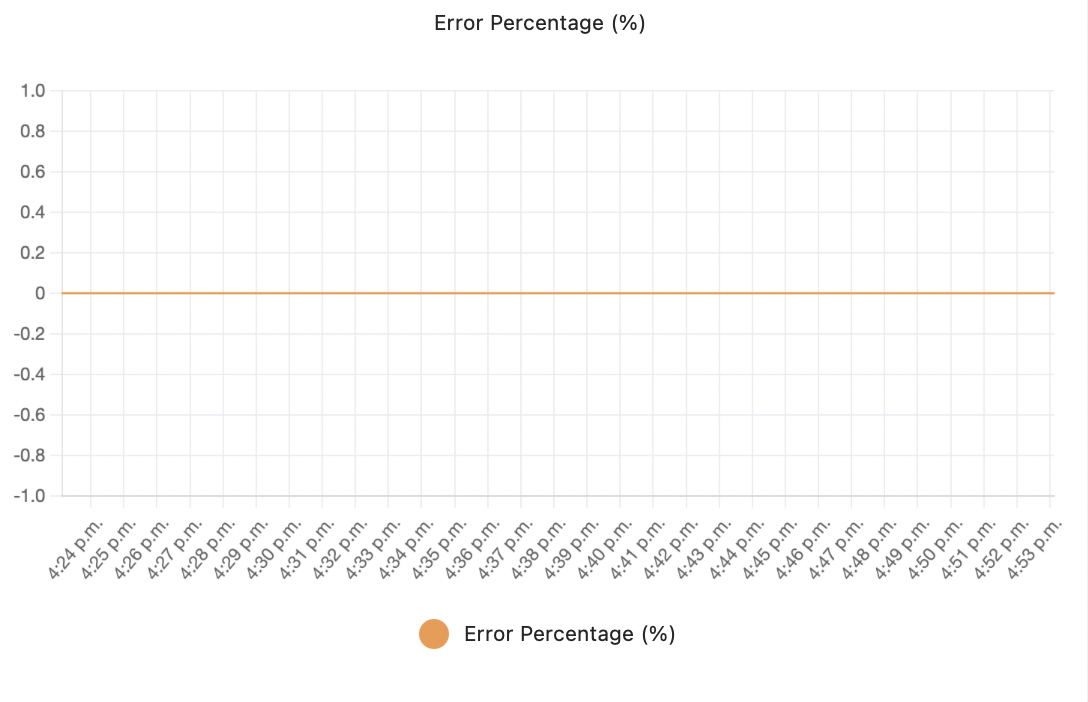 Error Percentage (%)
1.0
0.8
0.6
0.4
0.2
0
-0.2
-0.4
-0.6
-0.8
-1.0
4:24 p.m.
4:25 p.m.
4:26 p.m.
4:27 p.m.
4:28 p.m.
4:29 p.m.
4:30 p.m.
4:31 p.m.
4:32 p.m.
4:33 p.m.
4:34 p.m.
4:35 p.m.
4:36 p.m.
4:37 p.m.
4:38 p.m.
4:39 p.m.
4:40 p.m.
4:41 p.m.
4:42 p.m.
4:43 p.m.
4:44 p.m.
4:45 p.m.
4:46 p.m.
4:47 p.m.
4:48 p.m.
4:49 p.m.
4:50 p.m.
4:51 p.m.
4:52 p.m.
4:53 p.m.
Error Percentage (%)